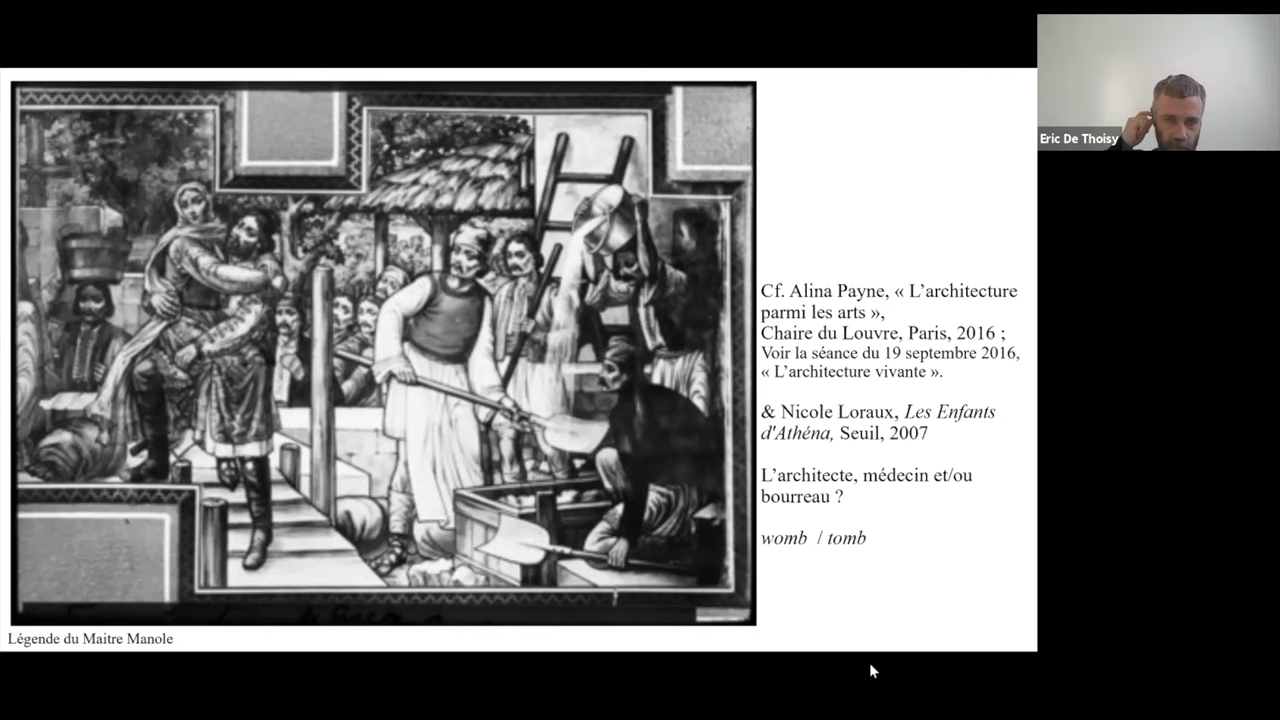 Eric De Thoisy
Cf. Alina Payne, « L'architecture
parmi les arts »,
Chaire du Louvre, Paris, 2016 ;
Voir la séance du 19 septembre 2016,
« L'architecture vivante ».
& Nicole Loraux, Les Enfants
d'Athéna, Seuil, 2007
L'architecte, médecin et/ou
bourreau ?
womb / tomb
Légende du Maitre Manole